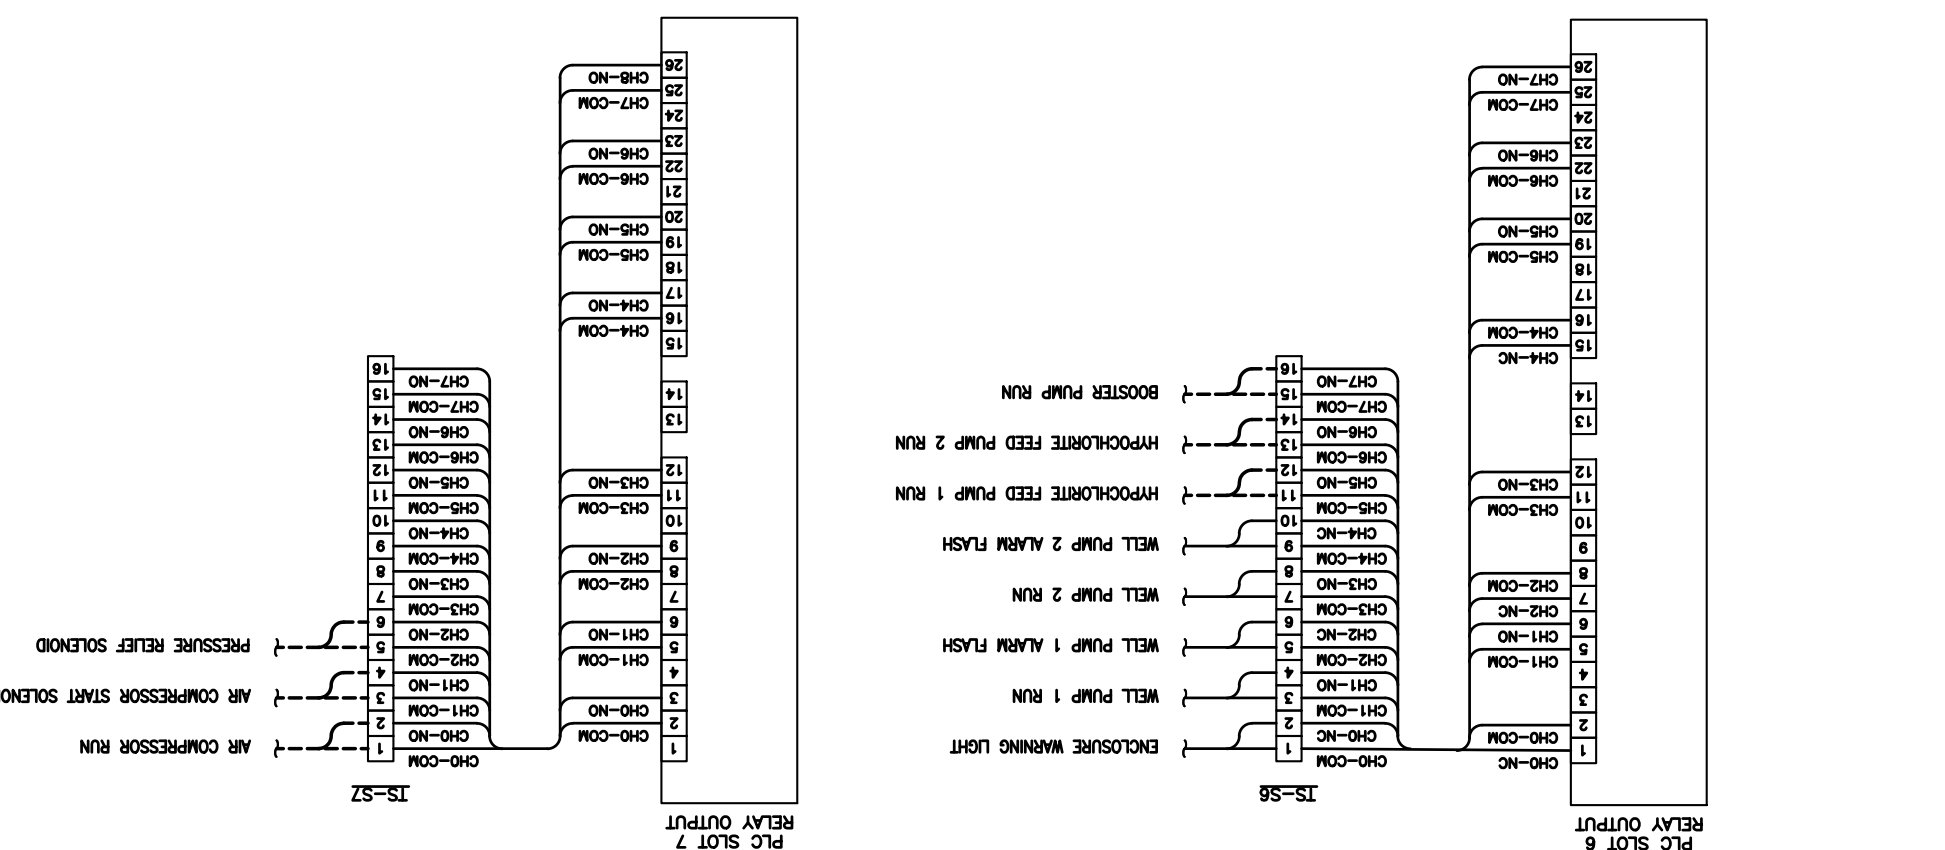 PLC SLOT 6
RELAY OUTPUT
1 CH0-NC
2 CH0-COM
3
4
5 CH1-COM
6 CH1-NO
7 CH2-NC
8 CH2-COM
9
10
11 CH3-COM
12 CH3-NO
13
14
15 CH4-NC
16 CH4-COM
17
18
19 CH5-COM
20 CH5-NO
21
22 CH6-COM
23 CH6-NO
24
25 CH7-COM
26 CH7-NO
TS-S6
CH0-COM 1 ENCLOSURE WARNING LIGHT
CH0-NC 2
CH1-COM 3 WELL PUMP 1 RUN
CH1-NO 4
CH2-COM 5 WELL PUMP 1 ALARM FLASH
CH2-NC 6
CH3-COM 7 WELL PUMP 2 RUN
CH3-NO 8
CH4-COM 9 WELL PUMP 2 ALARM FLASH
CH4-NC 10
CH5-COM 11 HYPOCHLORITE FEED PUMP 1 RUN
CH5-NO 12
CH6-COM 13 HYPOCHLORITE FEED PUMP 2 RUN
CH6-NO 14
CH7-COM 15 BOOSTER PUMP RUN
CH7-NO 16
PLC SLOT 7
RELAY OUTPUT
1
2 CH0-COM
3 CH0-NO
4
5 CH1-COM
6 CH1-NO
7
8 CH2-COM
9 CH2-NO
10
11 CH3-COM
12 CH3-NO
13
14
15
16 CH4-COM
17 CH4-NO
18
19 CH5-COM
20 CH5-NO
21
22 CH6-COM
23 CH6-NO
24
25 CH7-COM
26 CH8-NO
TS-S7
CH0-COM 1 AIR COMPRESSOR RUN
CH0-NO 2
CH1-COM 3 AIR COMPRESSOR START
CH1-NO 4
CH2-COM 5 PRESSURE RELIEF SOLENOID
CH2-NO 6
CH3-COM 7
CH3-NO 8
CH4-COM 9
CH4-NO 10
CH5-COM 11
CH5-NO 12
CH6-COM 13
CH6-NO 14
CH7-COM 15
CH7-NO 16